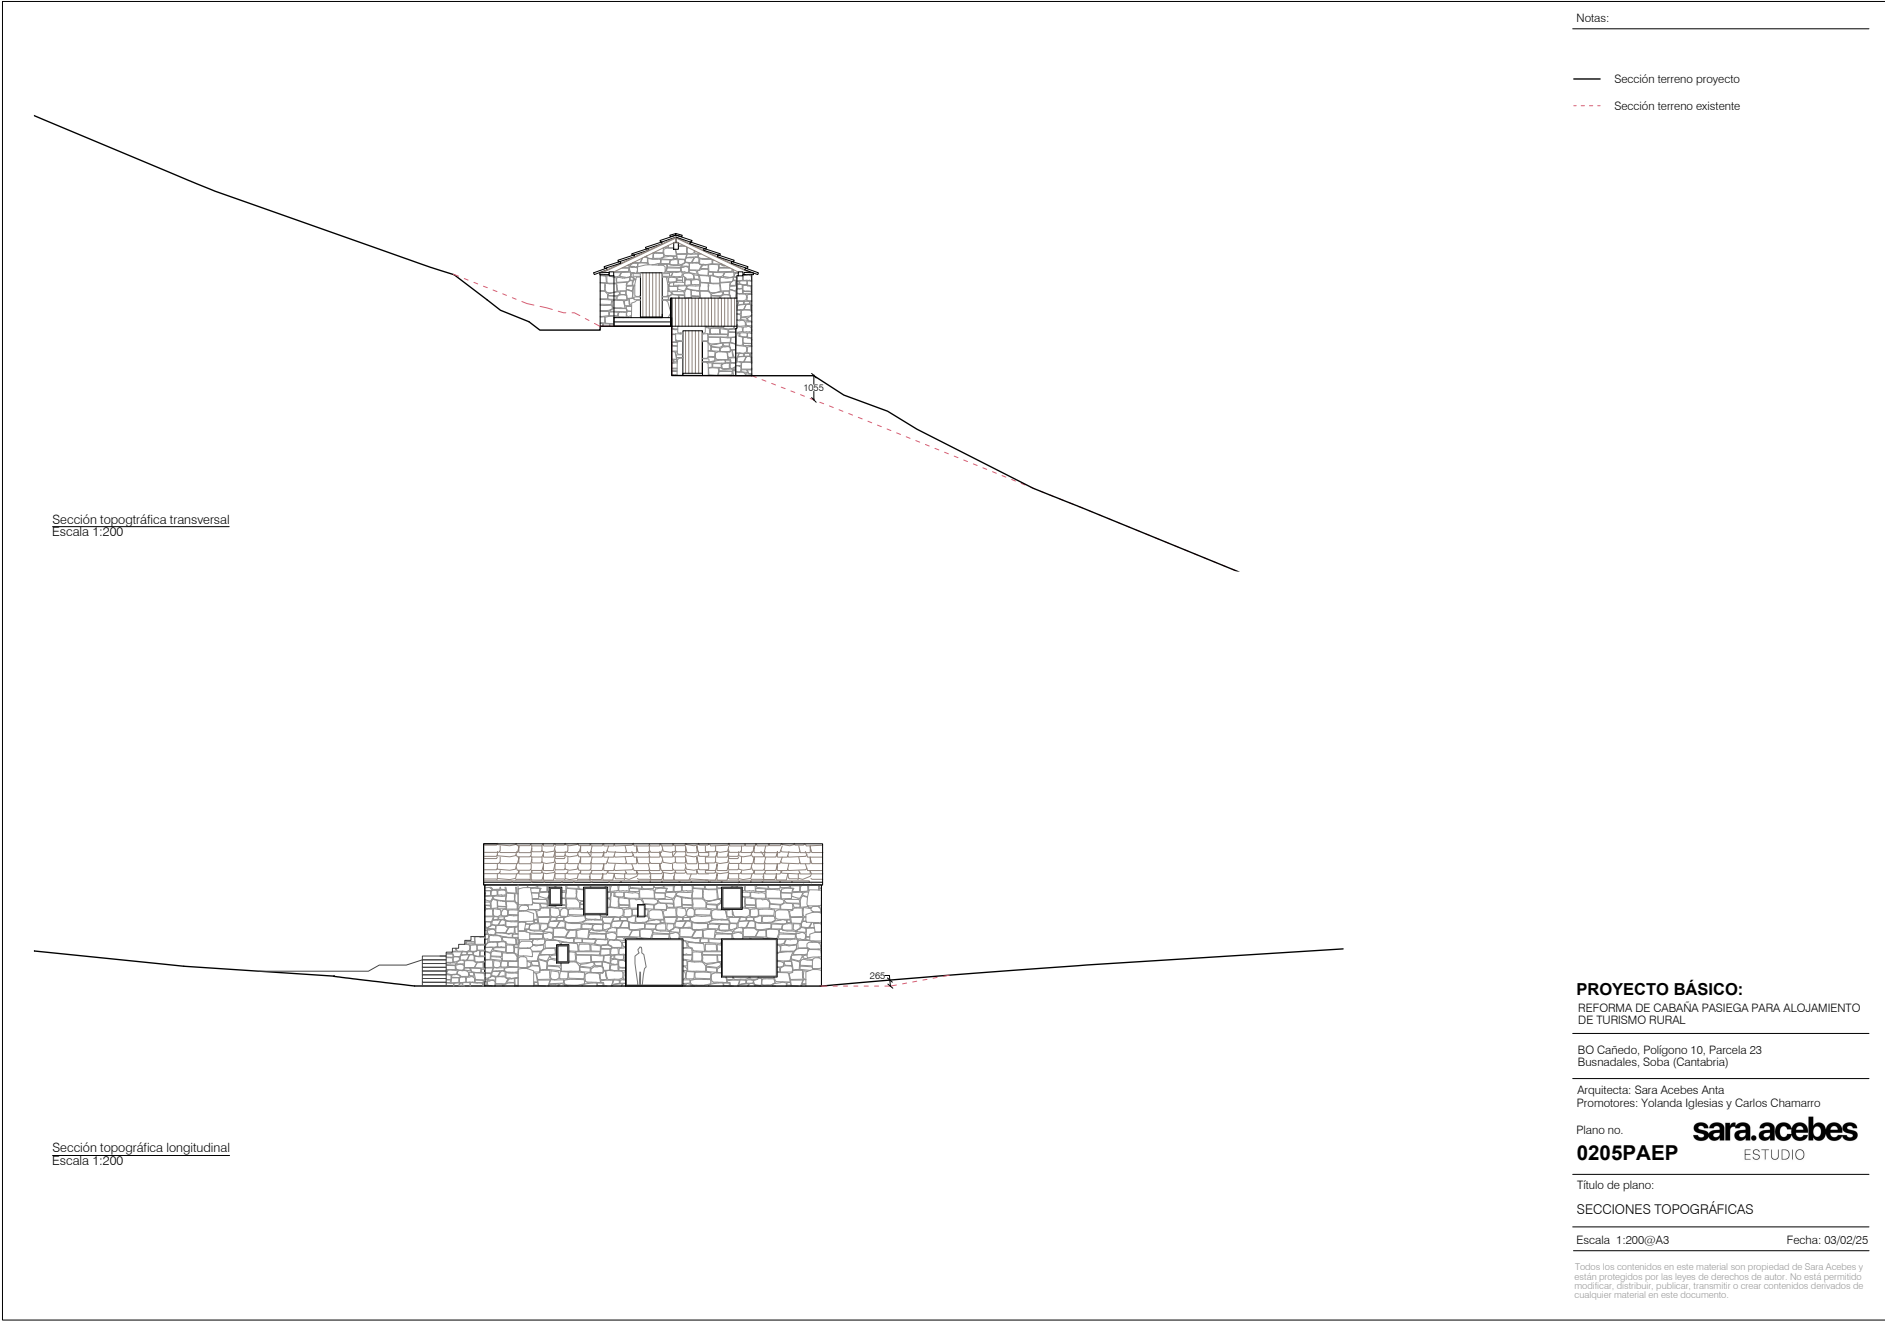 Notas:
Sección terreno proyecto
Sección terreno existente
1055
Sección topogtráfica transversal
Escala 1:200
265
Sección topográfica longitudinal
Escala 1:200
PROYECTO BÁSICO:
REFORMA DE CABAÑA PASIEGA PARA ALOJAMIENTO
DE TURISMO RURAL
BO Cañedo, Polígono 10, Parcela 23
Busnadales, Soba (Cantabria)
Arquitecta: Sara Acebes Anta
Promotores: Yolanda Iglesias y Carlos Chamarro
Plano no.
0205PAEP
sara.acebes
ESTUDIO
Título de plano:
SECCIONES TOPOGRÁFICAS
Escala 1:200@A3 Fecha: 03/02/25
Todos los contenidos en este material son propiedad de Sara Acebes y
están protegidos por las leyes de derechos de autor. No está permitido
modificar, distribuir, publicar, transmitir o crear contenidos derivados de
cualquier material en este documento.